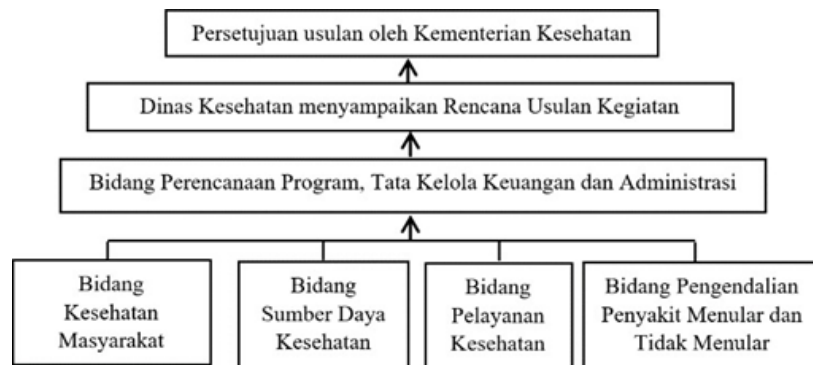 Persetujuan usulan oleh Kementerian Kesehatan
Dinas Kesehatan menyampaikan Rencana Usulan Kegiatan
Bidang Perencanaan Program, Tata Kelola Keuangan dan Administrasi
Bidang
Kesehatan
Masyarakat
Bidang
Sumber Daya
Kesehatan
Bidang
Pelayanan
Kesehatan
Bidang Pengendalian
Penyakit Menular dan
Tidak Menular